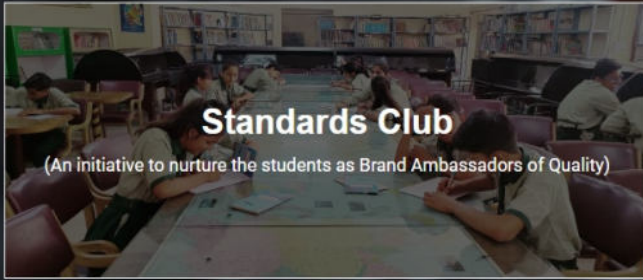 Standards Club
(An initiative to nurture the students as Brand Ambassadors of Quality)